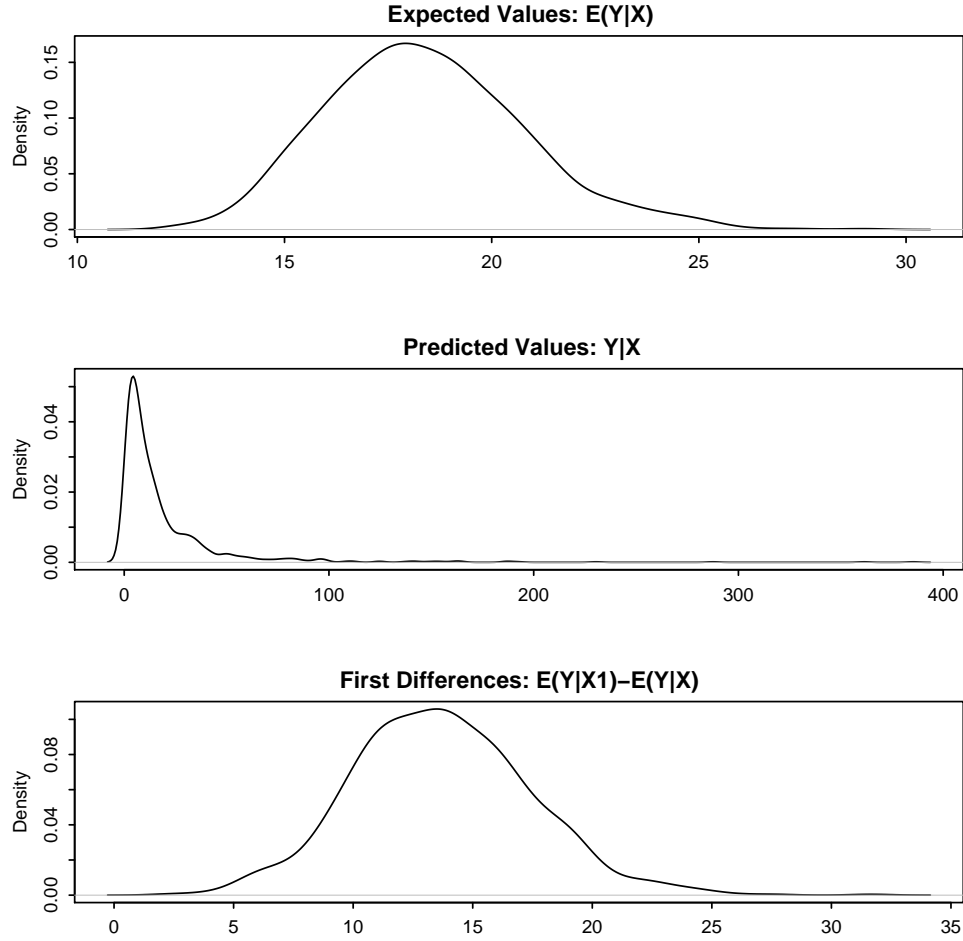 Expected Values: E(Y|X)
Density
0.00 0.05 0.10 0.15
10 15 20 25 30
Predicted Values: Y|X
Density
0.00 0.02 0.04
0 100 200 300 400
First Differences: E(Y|X1)−E(Y|X)
Density
0.00 0.04 0.08
0 5 10 15 20 25 30 35